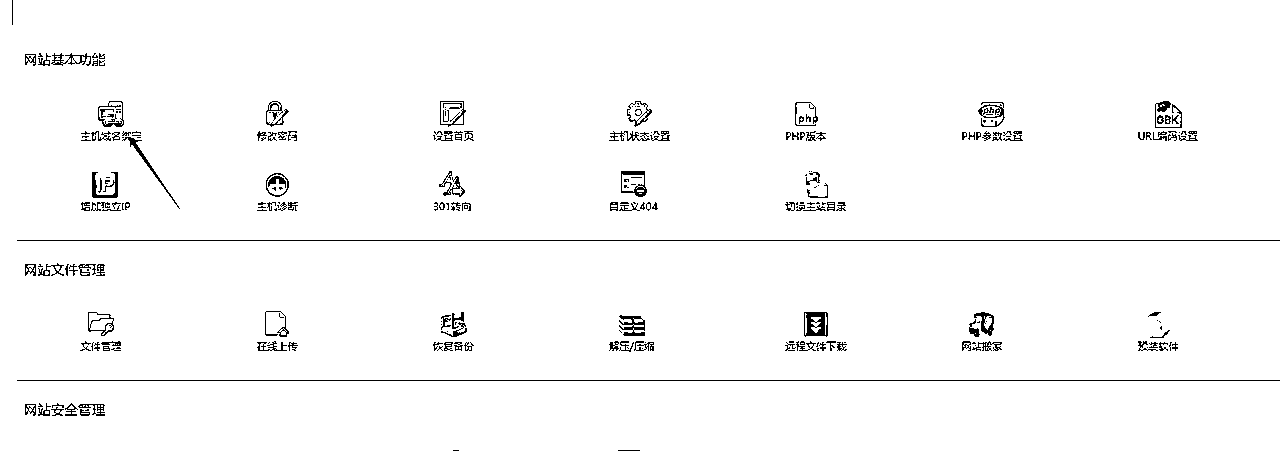 网站基本功能
主机域名绑定 修改密码 设置首页 主机状态设置 PHP版本 PHP参数设置 URL编码设置
增加独立IP 主机诊断 301转向 自定义404 切换主站目录
网站文件管理
文件管理 在线上传 恢复备份 解压/压缩 远程文件下载 网站搬家 预装软件
网站安全管理